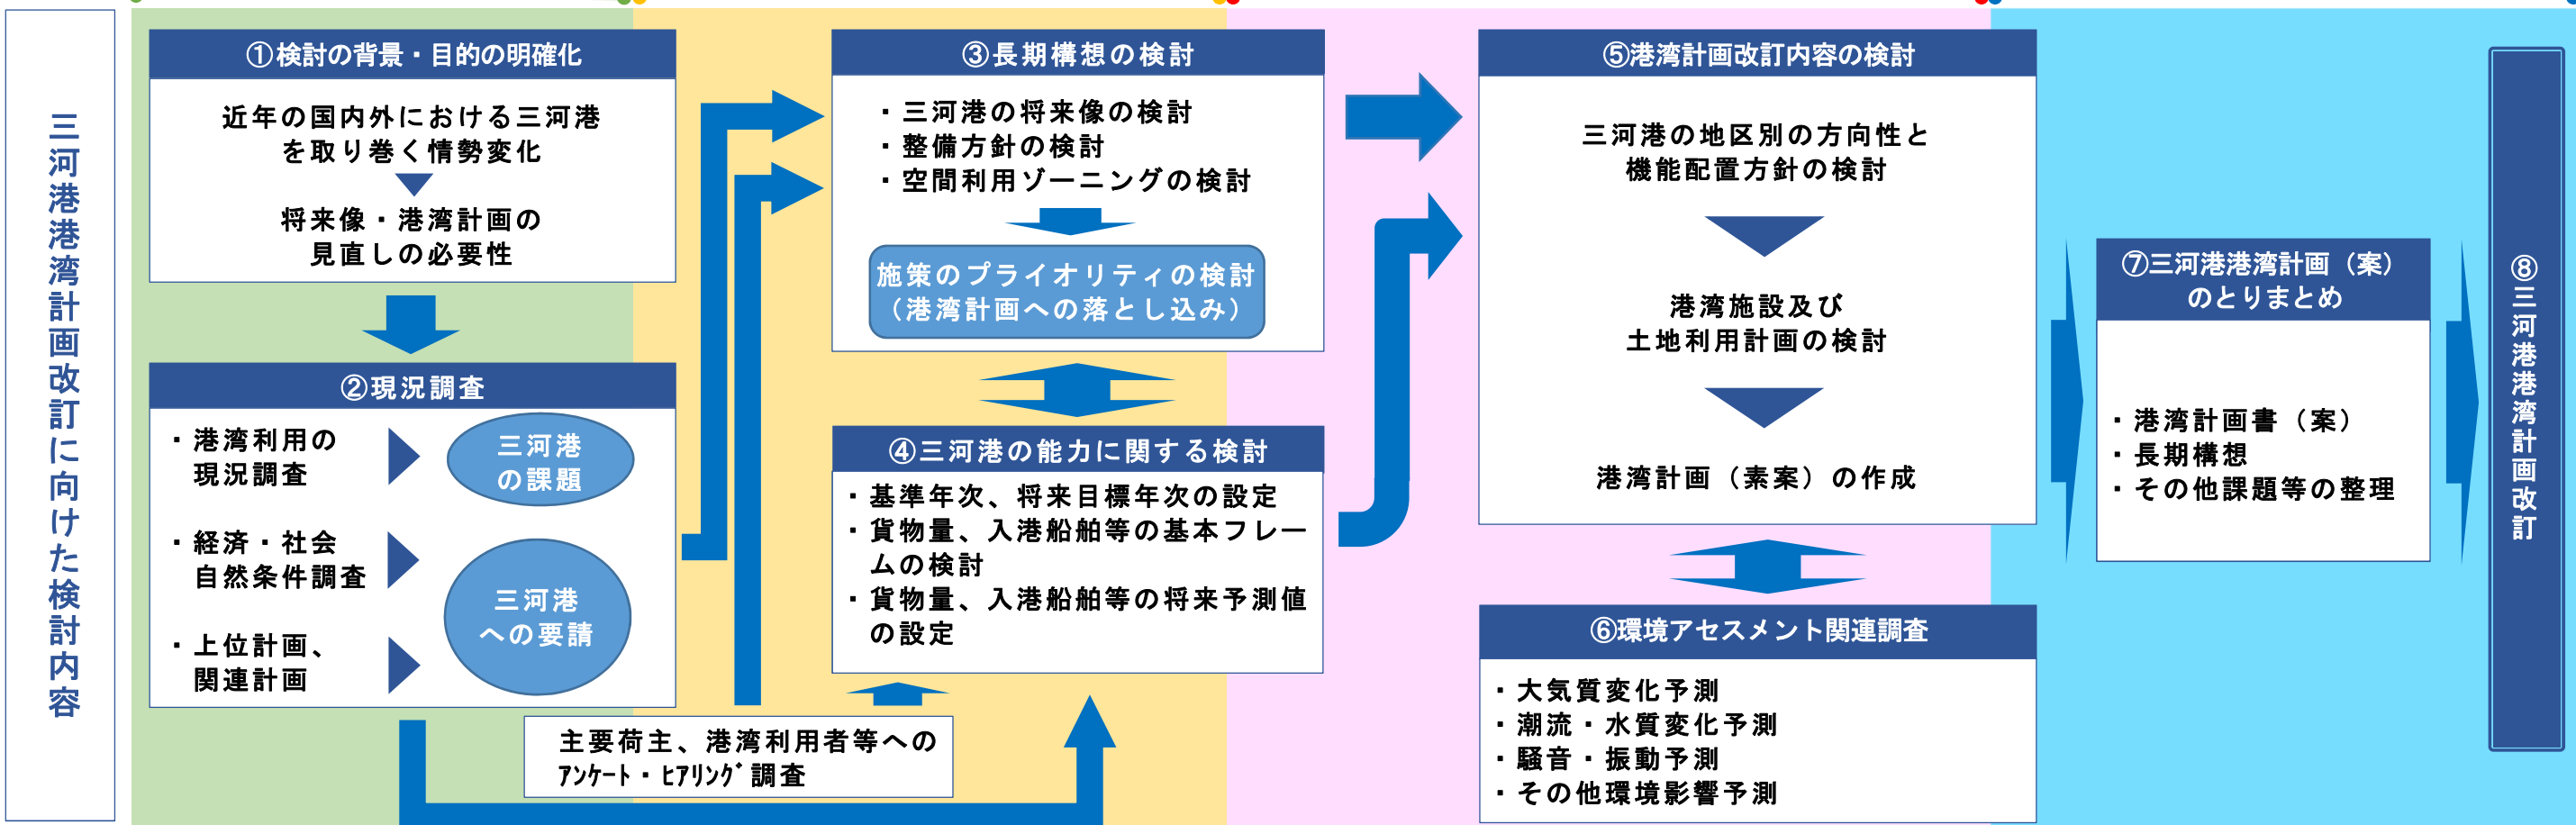 三河港港湾計画改訂に向けた検討内容
①検討の背景・目的の明確化
近年の国内外における三河港
を取り巻く情勢変化
将来像・港湾計画の
見直しの必要性
②現況調査
・港湾利用の
現況調査
三河港
の課題
・経済・社会
自然条件調査
三河港
への要請
・上位計画、
関連計画
③長期構想の検討
・三河港の将来像の検討
・整備方針の検討
・空間利用ゾーニングの検討
施策のプライオリティの検討
（港湾計画への落とし込み）
④三河港の能力に関する検討
・基準年次、将来目標年次の設定
・貨物量、入港船舶等の基本フレー
ムの検討
・貨物量、入港船舶等の将来予測値
の設定
主要荷主、港湾利用者等への
ｱﾝｹｰﾄ・ﾋｱﾘﾝｸﾞ調査
⑤港湾計画改訂内容の検討
三河港の地区別の方向性と
機能配置方針の検討
港湾施設及び
土地利用計画の検討
港湾計画（素案）の作成
⑥環境アセスメント関連調査
・大気質変化予測
・潮流・水質変化予測
・騒音・振動予測
・その他環境影響予測
⑦三河港港湾計画（案）
のとりまとめ
・港湾計画書（案）
・長期構想
・その他課題等の整理
⑧三河港港湾計画改訂